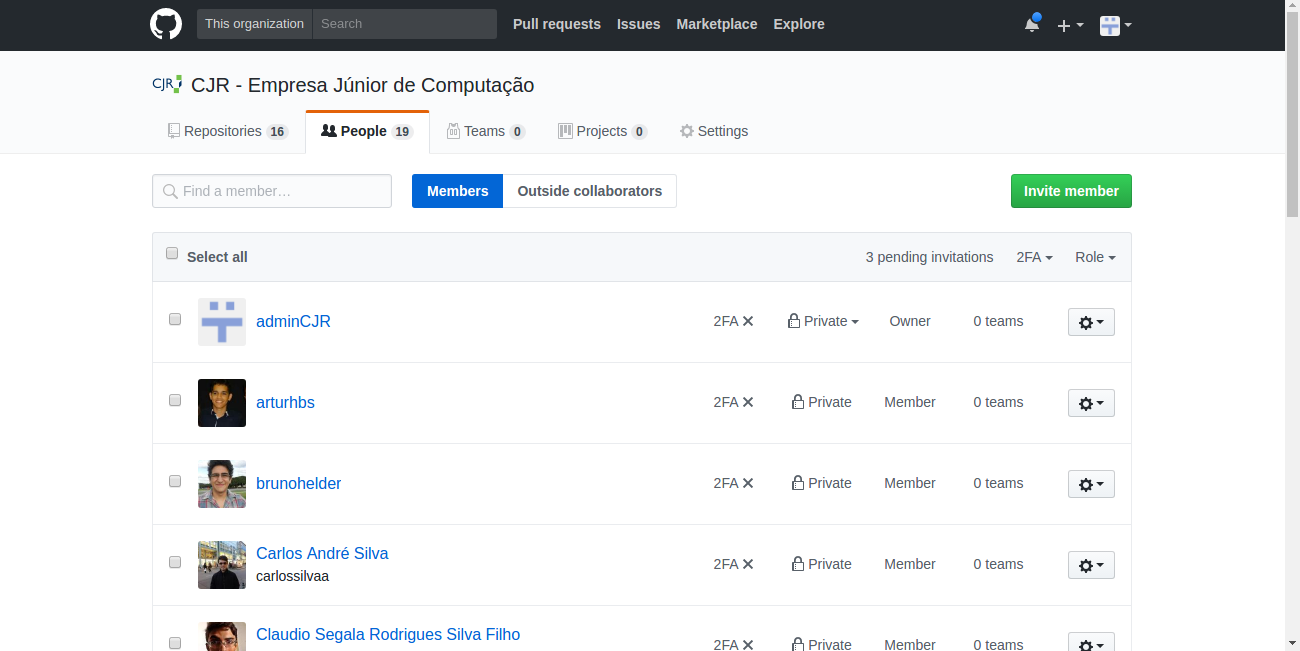 This organization Search Pull requests Issues Marketplace Explore
CJR CJR - Empresa Júnior de Computação
Repositories 16 People 19 Teams 0 Projects 0 Settings
Find a member… Members Outside collaborators Invite member
Select all 3 pending invitations 2FA Role
adminCJR 2FA Private Owner 0 teams
arturhbs 2FA Private Member 0 teams
brunohelder 2FA Private Member 0 teams
Carlos André Silva
carlossilvaa 2FA Private Member 0 teams
Claudio Segala Rodrigues Silva Filho
2FA Private Member 0 teams